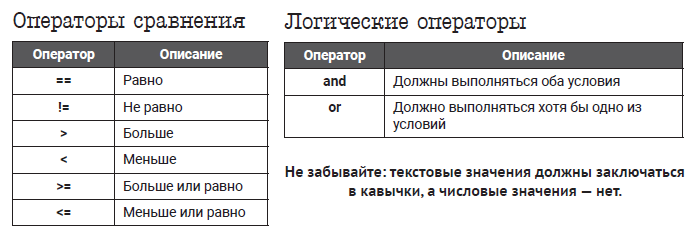 Операторы сравнения
Оператор Описание
== Равно
!= Не равно
> Больше
< Меньше
>= Больше или равно
<= Меньше или равно
Логические операторы
Оператор Описание
and Должны выполняться оба условия
or Должно выполняться хотя бы одно из
условий
Не забывайте: текстовые значения должны заключаться
в кавычки, а числовые значения — нет.